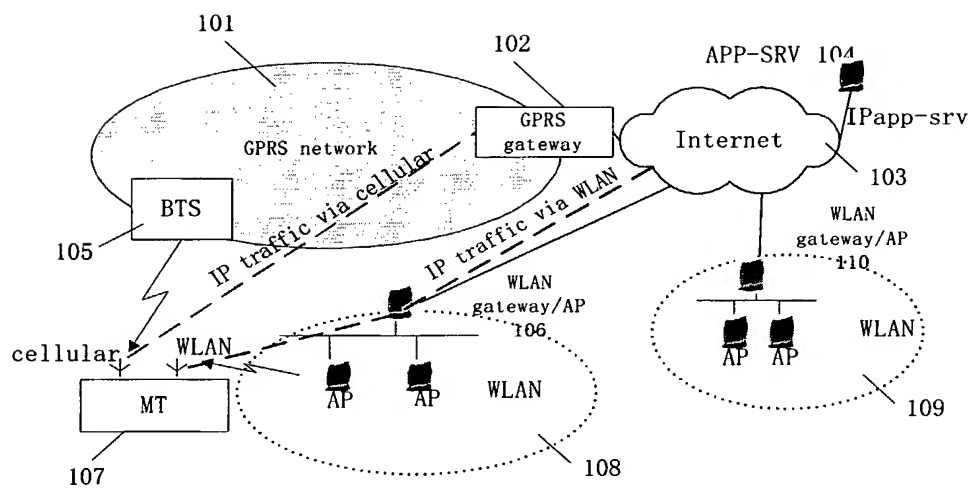 101
102
APP-SRV 104
GPRS
gateway
Internet
IPapp-srv
GPRS network
103
BTS
105
IP traffic via cellular
IP traffic via WLAN
WLAN
gateway/AP
110
WLAN
gateway/AP
106
cellular
WLAN
AP
AP
WLAN
AP
AP
WLAN
MT
109
107
108